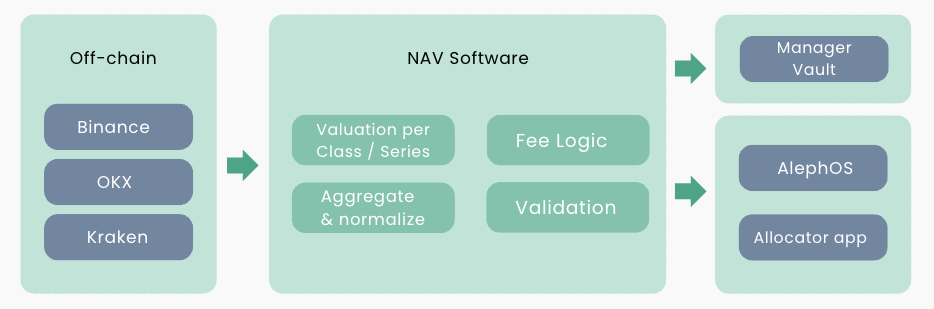 Off-chain
Binance
OKX
Kraken
NAV Software
Valuation per
Class / Series
Fee Logic
Aggregate
& normalize
Validation
Manager
Vault
AlephOS
Allocator app